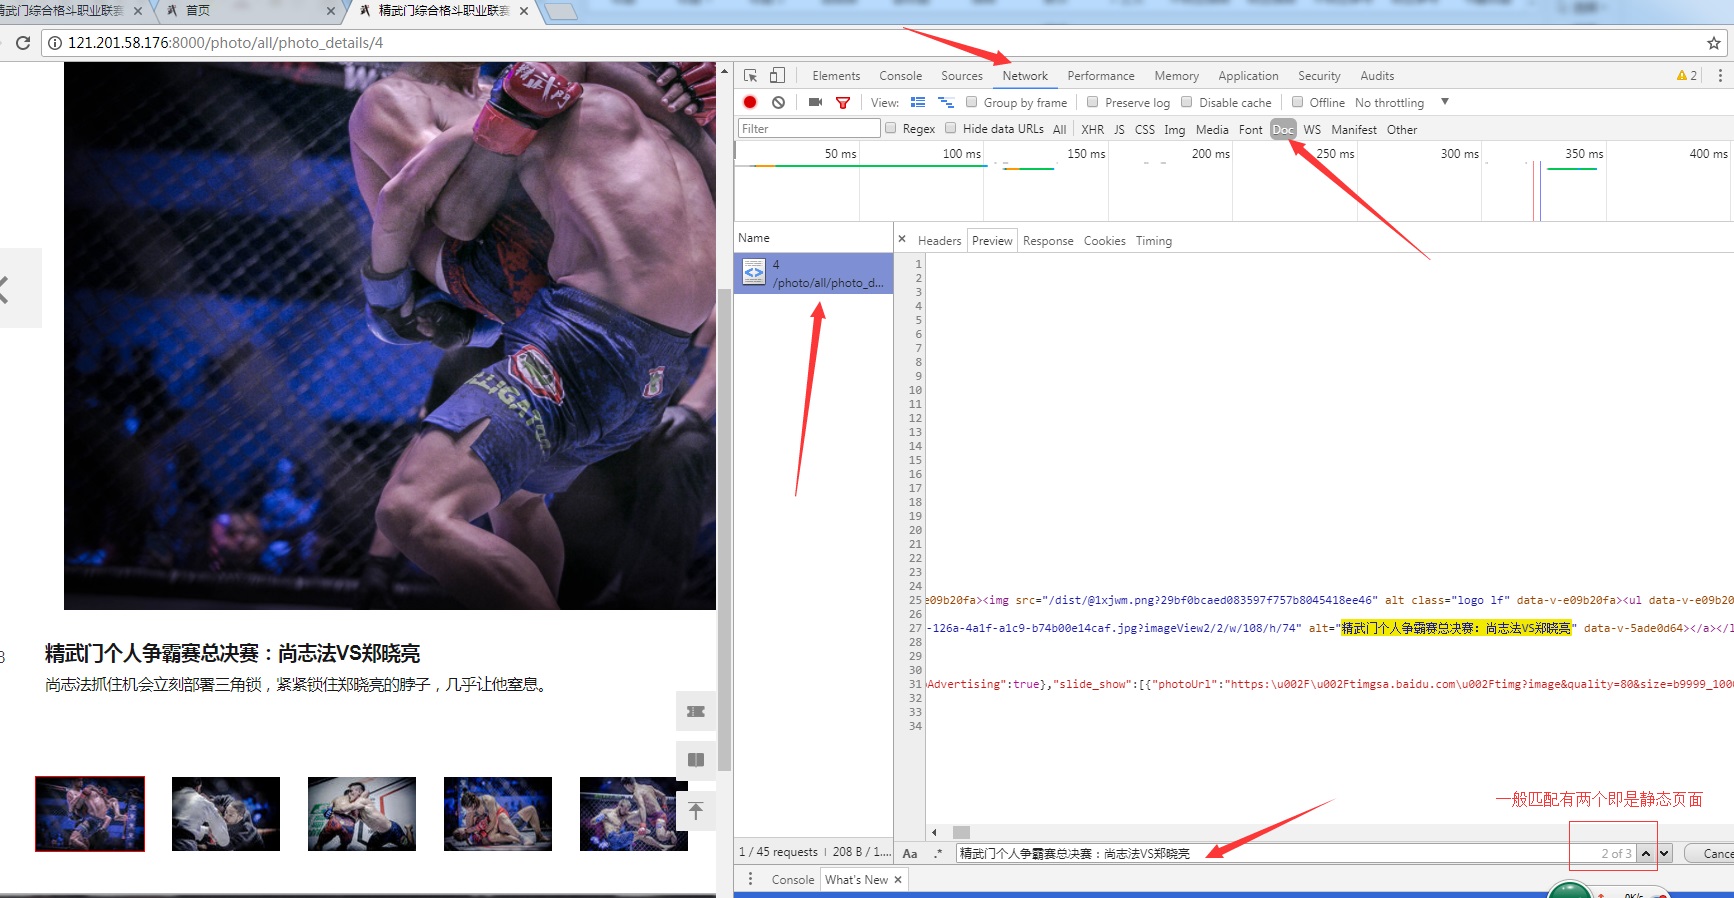 精武门综合格斗职业联赛
首页
精武门综合格斗职业联赛
121.201.58.176:8000/photo/all/photo_details/4
Elements Console Sources Network Performance Memory Application Security Audits 2
View: Group by frame Preserve log Disable cache Offline No throttling
Filter Regex Hide data URLs All XHR JS CSS Img Media Font Doc WS Manifest Other
50 ms 100 ms 150 ms 200 ms 250 ms 300 ms 350 ms 400 ms
Name
Headers Preview Response Cookies Timing
4
/photo/all/photo_d...
1
2
3
4
5
6
7
8
9
10
11
12
13
14
15
16
17
18
19
20
21
22
23
24
25 e09b20fa><img src="/dist/@1xjwm.png?29bf0bcaed083597f757b8045418ee46" alt class="logo lf" data-v-e09b20fa><ul data-v-e09b20
26
27 -126a-4a1f-a1c9-b74b00e14caf.jpg?imageView2/2/w/108/h/74" alt="精武门个人争霸赛总决赛：尚志法VS郑晓亮" data-v-5ade0d64></a></l
28
29
30
31 Advertising":true},"slide_show":[{"photoUrl":"https:\u002F\u002Ftimgsa.baidu.com\u002Ftimg?image&quality=80&size=b9999_100
32
33
34
精武门
精武门个人争霸赛总决赛：尚志法VS郑晓亮
尚志法抓住机会立刻部署三角锁，紧紧锁住郑晓亮的脖子，几乎让他窒息。
一般匹配有两个即是静态页面
1 / 45 requests | 208 B / 1....
Aa .* 精武门个人争霸赛总决赛：尚志法VS郑晓亮 2 of 3 Cance
Console What's New
0K/s